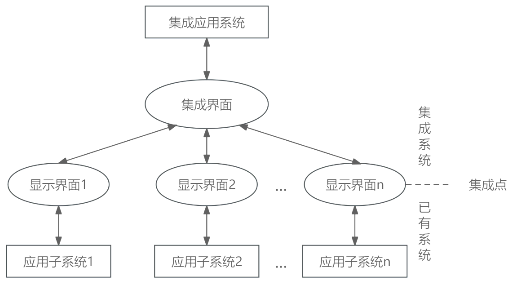 集成应用系统
集成界面
集成系统
显示界面1
显示界面2
...
显示界面n
集成点
已有系统
应用子系统1
应用子系统2
...
应用子系统n